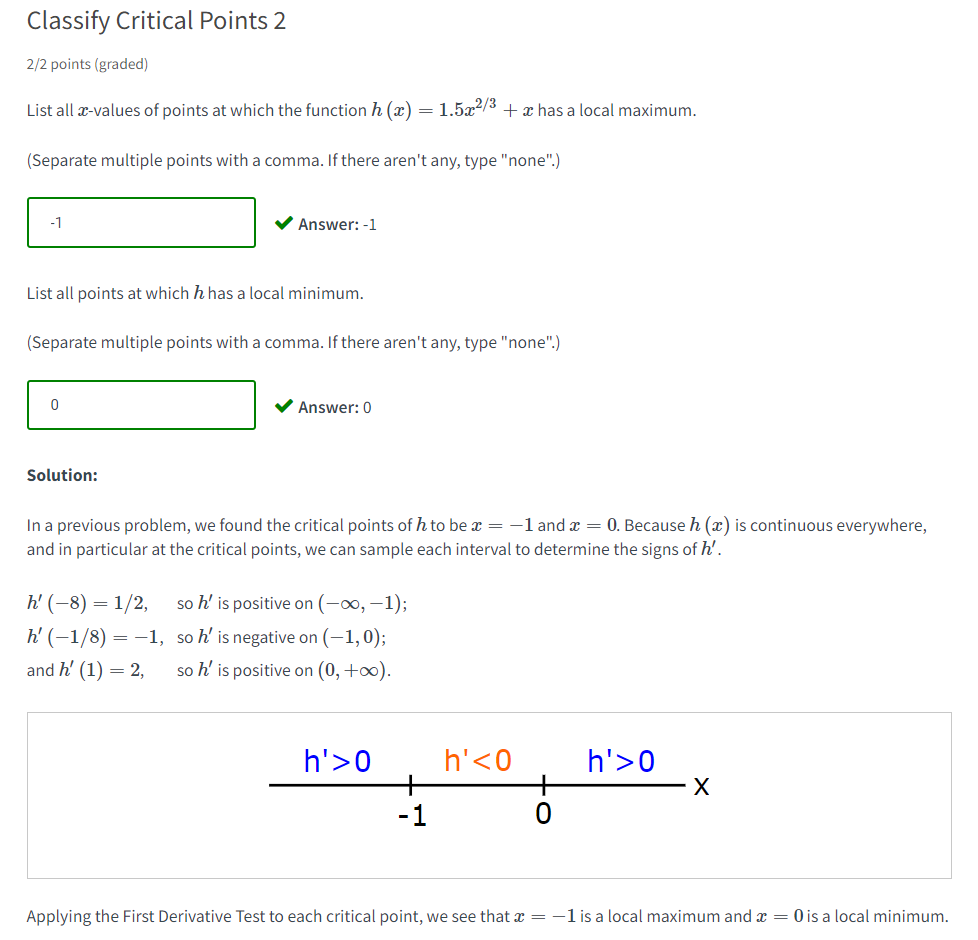 Classify Critical Points 2
2/2 points (graded)
List all x-values of points at which the function h (x) = 1.5x^{2/3} + x has a local maximum.
(Separate multiple points with a comma. If there aren't any, type "none".)
-1
✔ Answer: -1
List all points at which h has a local minimum.
(Separate multiple points with a comma. If there aren't any, type "none".)
0
✔ Answer: 0
Solution:
In a previous problem, we found the critical points of h to be x = −1 and x = 0. Because h (x) is continuous everywhere,
and in particular at the critical points, we can sample each interval to determine the signs of h′.
h′ (−8) = 1/2, so h′ is positive on (−∞, −1);
h′ (−1/8) = −1, so h′ is negative on (−1, 0);
and h′ (1) = 2, so h′ is positive on (0, +∞).
h'>0 h'<0 h'>0
x
-1 0
Applying the First Derivative Test to each critical point, we see that x = −1 is a local maximum and x = 0 is a local minimum.